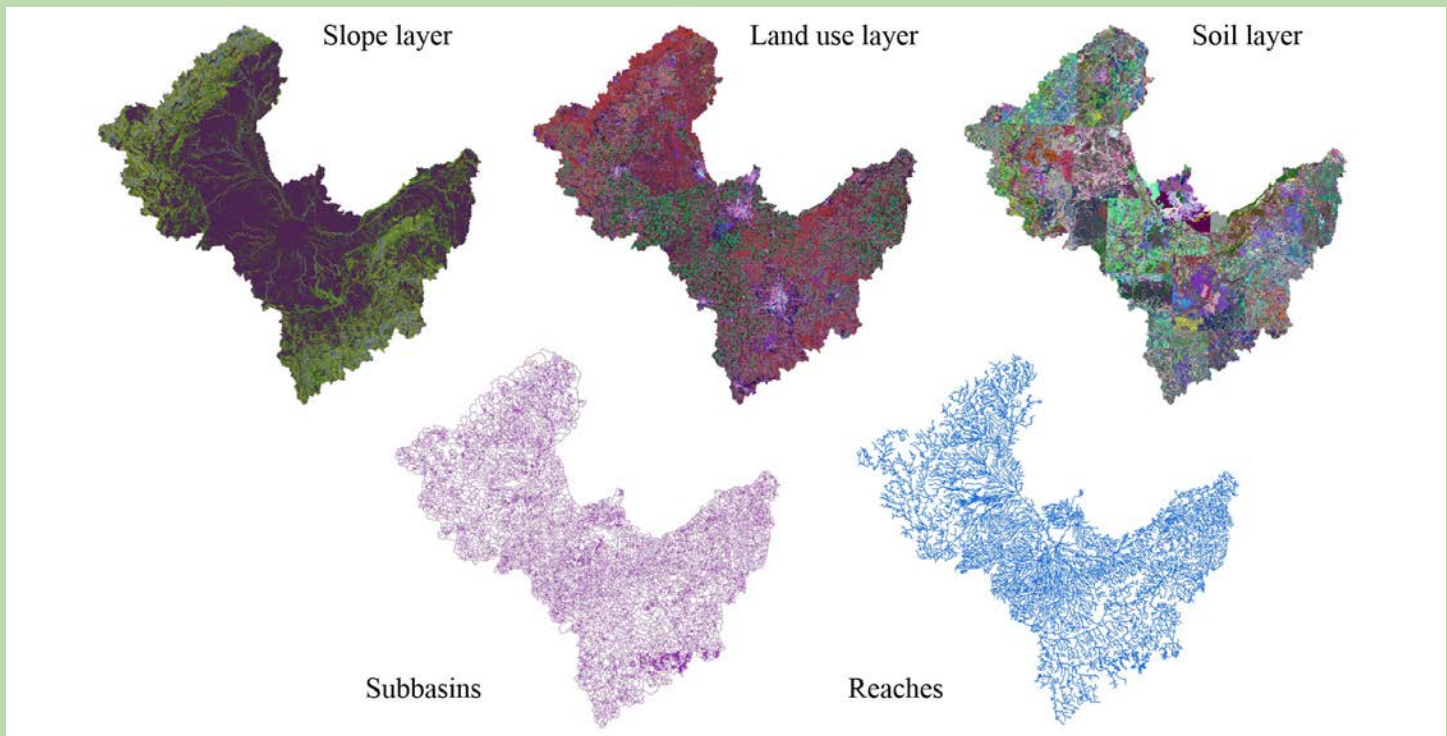 Slope layer
Land use layer
Soil layer
Subbasins
Reaches